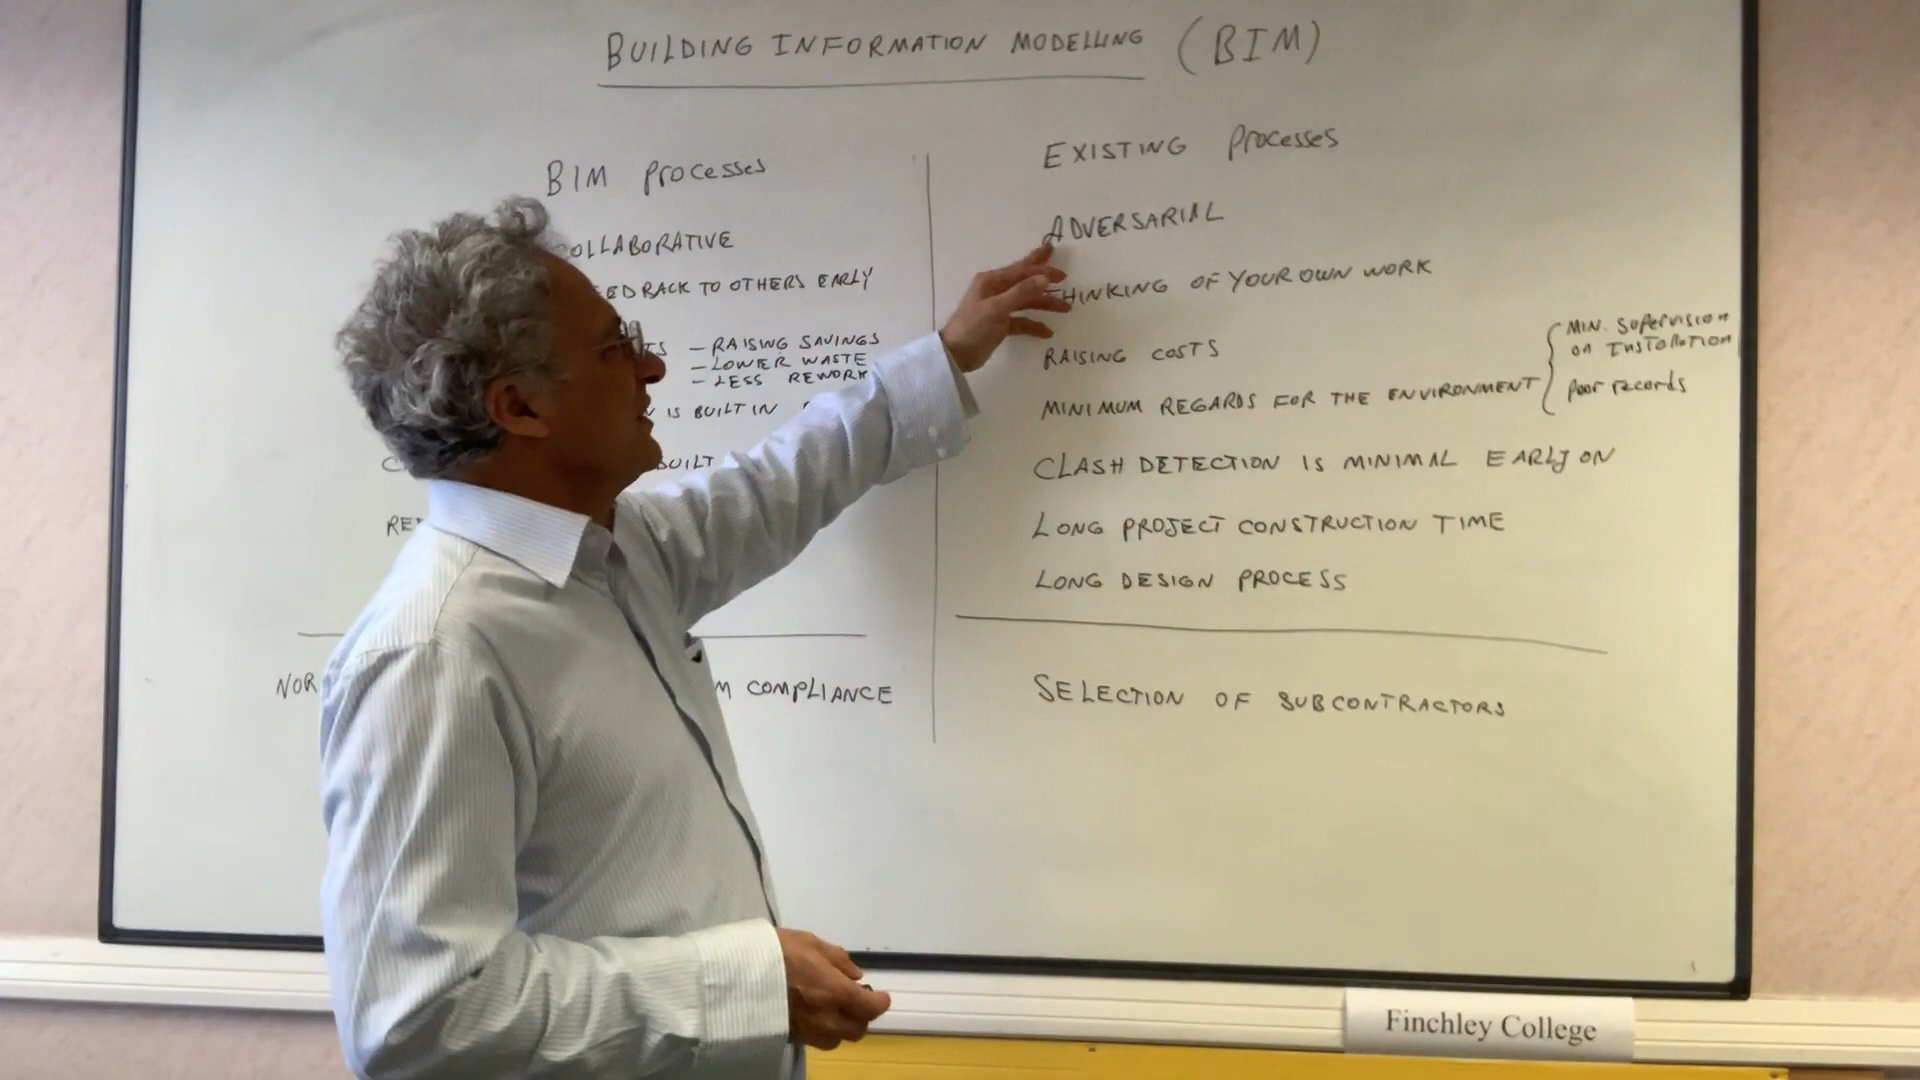 BUILDING INFORMATION MODELLING (BIM)
BIM Processes
OLLABORATIVE
EDBACK TO OTHERS EARLY
TS – RAISING SAVINGS
– LOWER WASTE
– LESS REWORK
IS BUILT IN
BUILT
NOR
M COMPLIANCE
EXISTING Processes
ADVERSARIAL
THINKING OF YOUR OWN WORK
RAISING COSTS
MINIMUM REGARDS FOR THE ENVIRONMENT
MIN. Supervision
on Installation
poor records
CLASH DETECTION IS MINIMAL EARLY ON
LONG PROJECT CONSTRUCTION TIME
LONG DESIGN PROCESS
SELECTION OF SUBCONTRACTORS
Finchley College